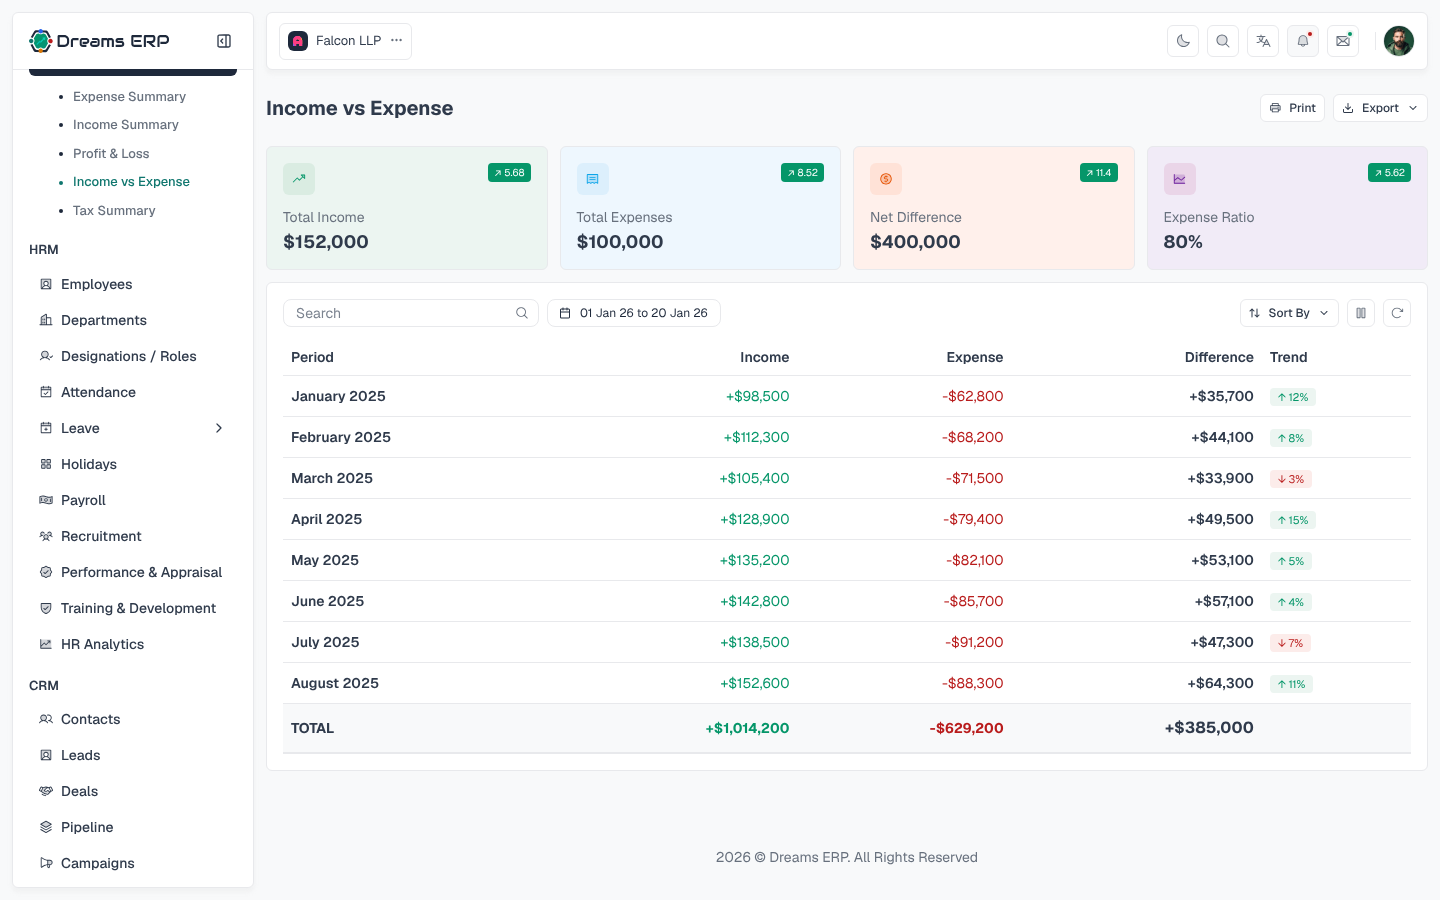 Dreams ERP
Expense Summary
Income Summary
Profit & Loss
Income vs Expense
Tax Summary
HRM
Employees
Departments
Designations / Roles
Attendance
Leave
Holidays
Payroll
Recruitment
Performance & Appraisal
Training & Development
HR Analytics
CRM
Contacts
Leads
Deals
Pipeline
Campaigns
Falcon LLP
Income vs Expense
Print
Export
5.68
Total Income
$152,000
8.52
Total Expenses
$100,000
11.4
Net Difference
$400,000
5.62
Expense Ratio
80%
Search
01 Jan 26 to 20 Jan 26
Sort By
Period Income Expense Difference Trend
January 2025 +$98,500 -$62,800 +$35,700 12%
February 2025 +$112,300 -$68,200 +$44,100 8%
March 2025 +$105,400 -$71,500 +$33,900 3%
April 2025 +$128,900 -$79,400 +$49,500 15%
May 2025 +$135,200 -$82,100 +$53,100 5%
June 2025 +$142,800 -$85,700 +$57,100 4%
July 2025 +$138,500 -$91,200 +$47,300 7%
August 2025 +$152,600 -$88,300 +$64,300 11%
TOTAL +$1,014,200 -$629,200 +$385,000
2026 © Dreams ERP. All Rights Reserved